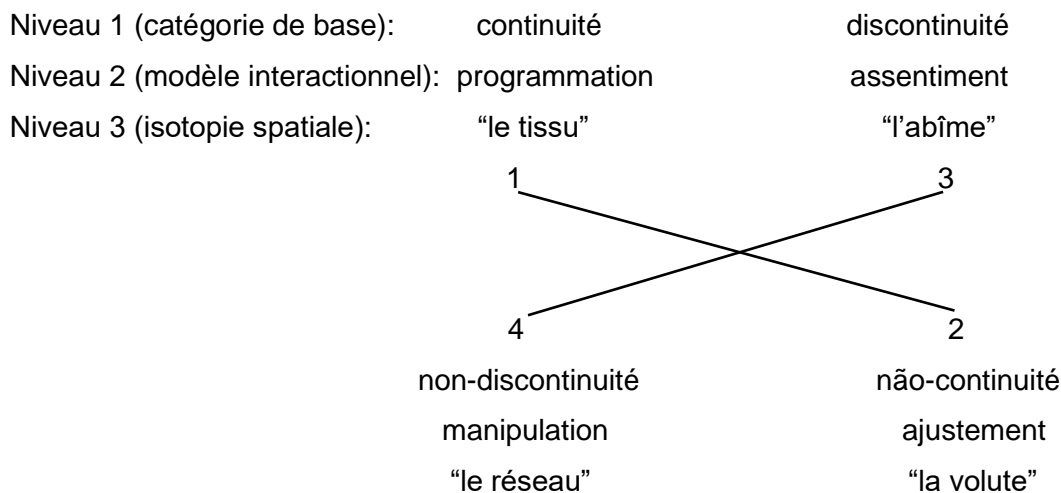 Niveau 1 (catégorie de base): continuité discontinuité
Niveau 2 (modèle interactionnel): programmation assentiment
Niveau 3 (isotopie spatiale): “le tissu” “l’abîme”
1 3
4 2
non-discontinuité não-continuité
manipulation ajustement
“le réseau” “la volute”